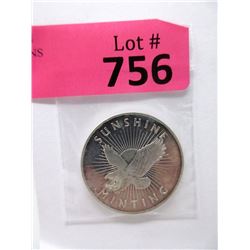 Lot #
756
SUNSHINE
MINTING